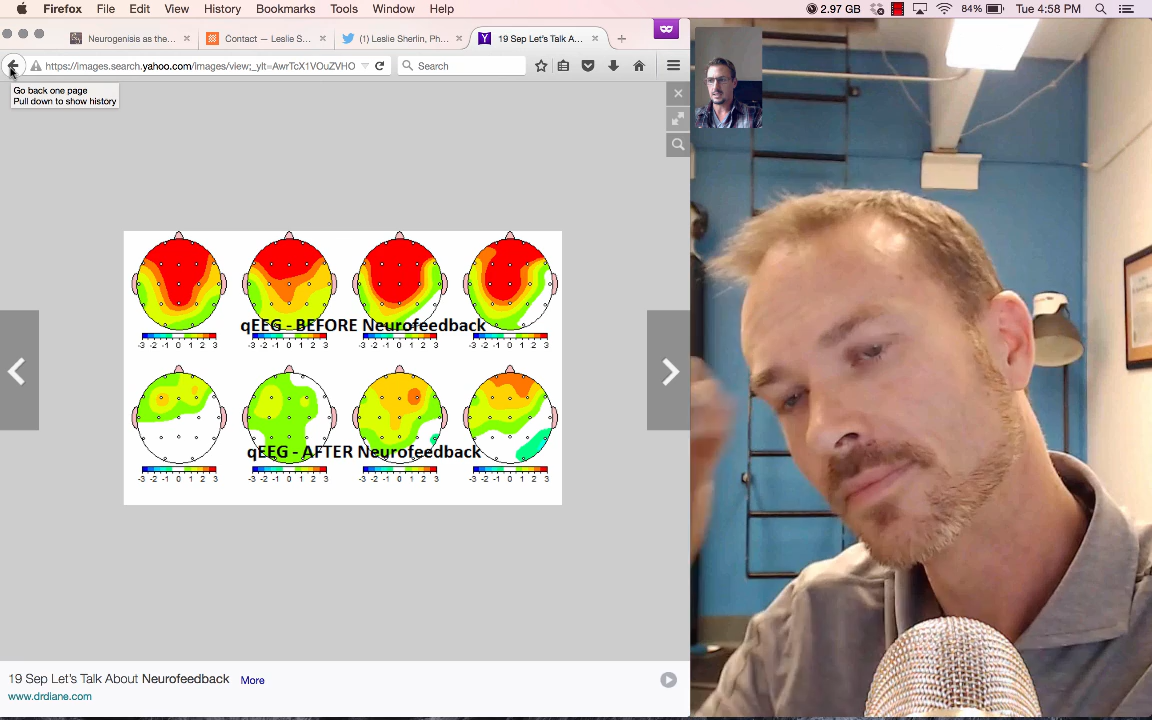 Firefox File Edit View History Bookmarks Tools Window Help 2.97 GB 84% Tue 4:58 PM
Neurogenisis as the... Contact — Leslie S... (1) Leslie Sherlin, Ph... 19 Sep Let's Talk A...
https://images.search.yahoo.com/images/view;_ylt=AwrTcX1VOuZVHO Search
Go back one page
Pull down to show history
qEEG - BEFORE Neurofeedback
-3 -2 -1 0 1 2 3 -3 -2 -1 0 1 2 3 -3 -2 -1 0 1 2 3 -3 -2 -1 0 1 2 3
qEEG - AFTER Neurofeedback
-3 -2 -1 0 1 2 3 -3 -2 -1 0 1 2 3 -3 -2 -1 0 1 2 3 -3 -2 -1 0 1 2 3
19 Sep Let's Talk About Neurofeedback More
www.drdiane.com